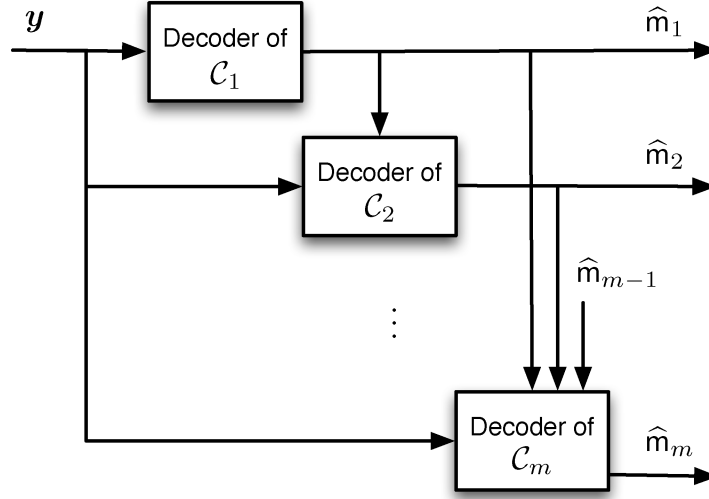 y
Decoder of
𝒞₁
m̂₁
Decoder of
𝒞₂
m̂₂
m̂ₘ₋₁
⋮
Decoder of
𝒞ₘ
m̂ₘ